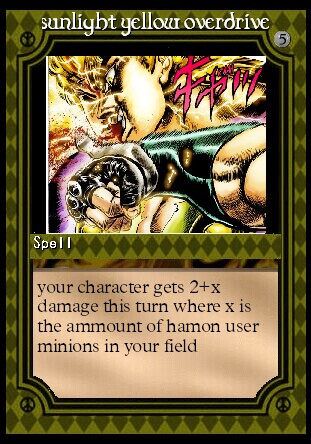 sunlight yellow overdrive
5
Spell
your character gets 2+x
damage this turn where x is
the ammount of hamon user
minions in your field